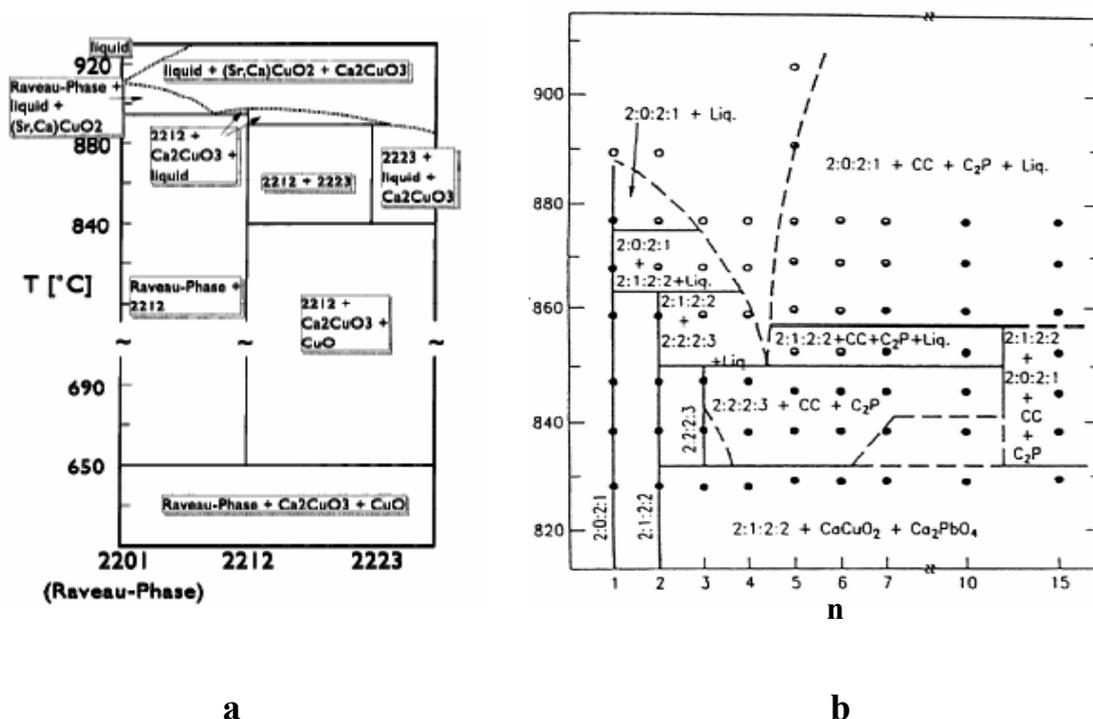 liquid
920
liquid + (Sr,Ca)CuO2 + Ca2CuO3
Raveau-Phase +
liquid +
(Sr,Ca)CuO2
880
2212 +
Ca2CuO3 +
liquid
2212 + 2223
2223 +
liquid +
Ca2CuO3
840
T [°C]
Raveau-Phase +
2212
2212 +
Ca2CuO3 +
CuO
~ ~ ~
690
650
Raveau-Phase + Ca2CuO3 + CuO
2201 2212 2223
(Raveau-Phase)
a
≈
900
2:0:2:1 + Liq.
2:0:2:1 + CC + C₂P + Liq.
880
2:0:2:1
+
2:1:2:2+Liq.
860
2:1:2:2
+
2:2:2:3
+Liq
2:1:2:2+CC+C₂P+Liq.
2:1:2:2
+
2:0:2:1
+
CC
+
C₂P
2:2:2:3 + CC + C₂P
2:2:2:3
840
820
2:0:2:1
2:1:2:2
2:1:2:2 + CaCuO₂ + Ca₂PbO₄
1 2 3 4 5 6 7 ≈ 10 15
n
b